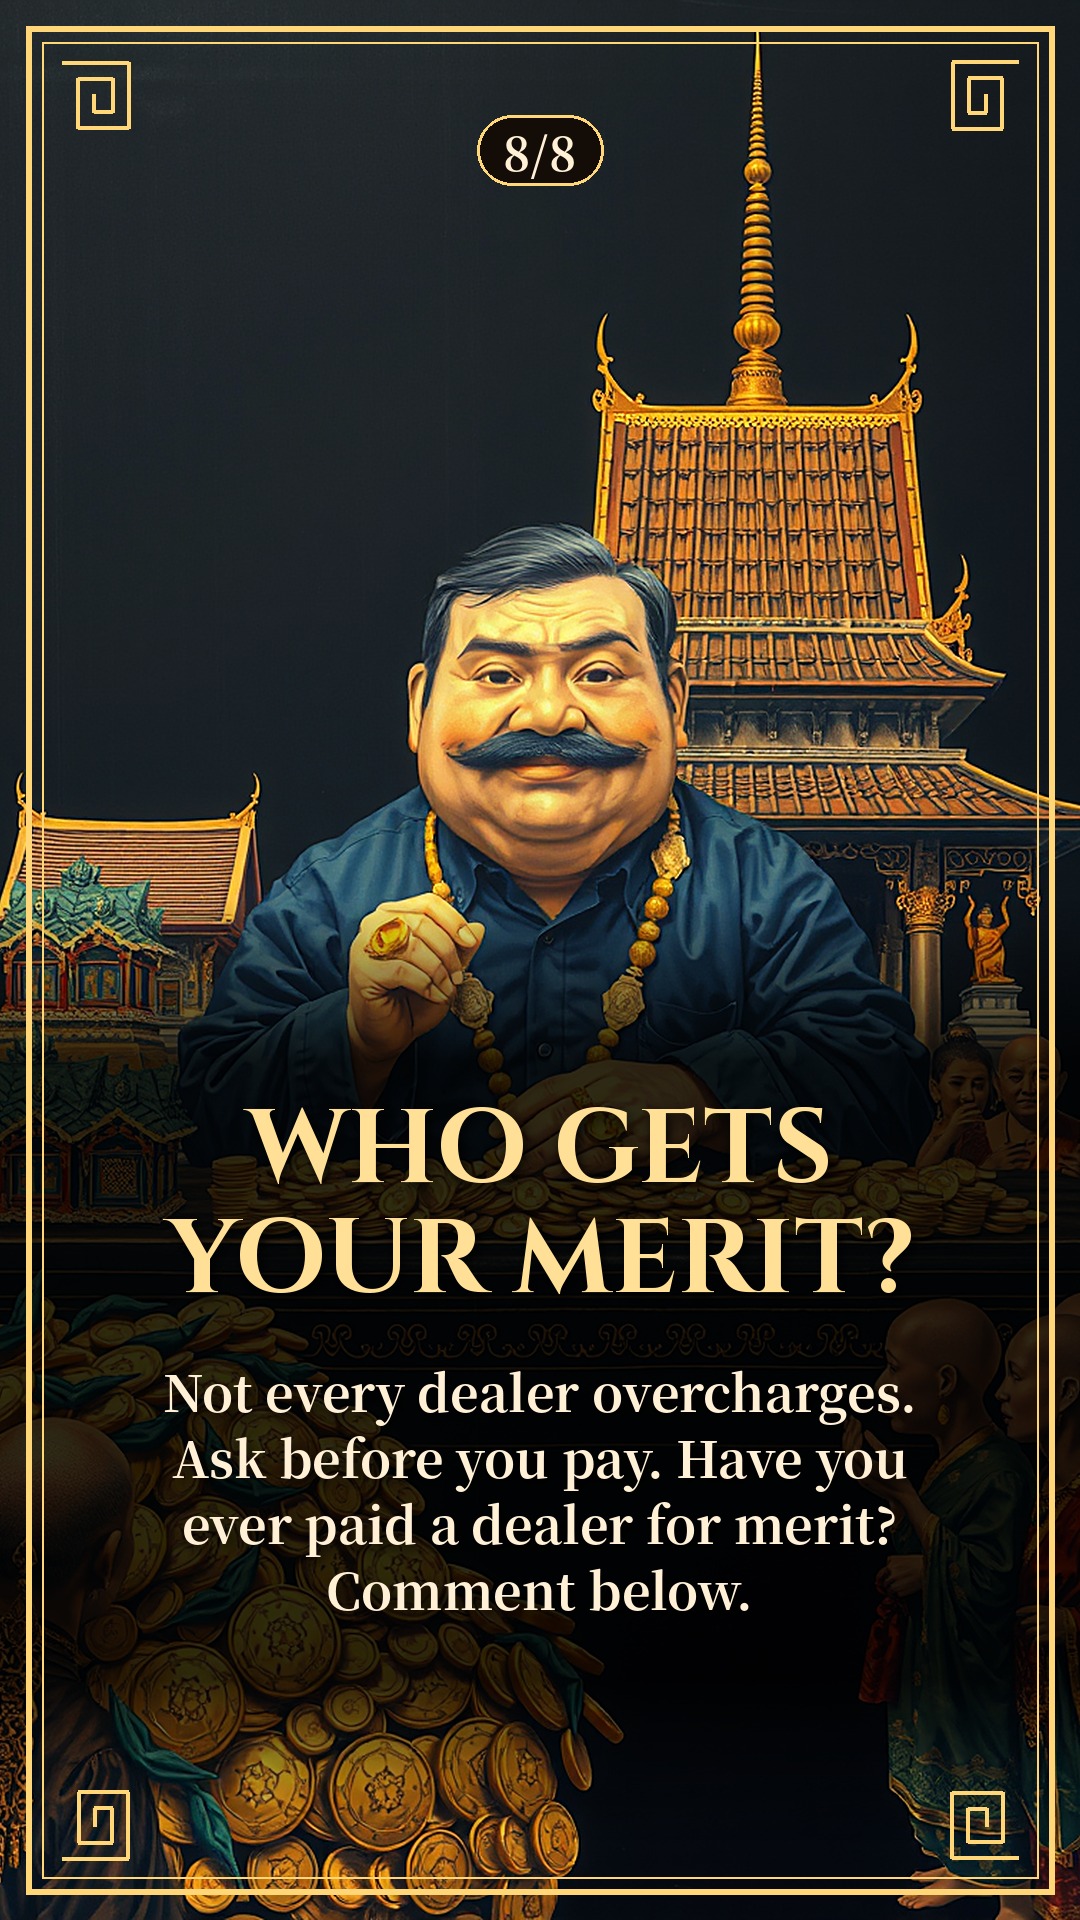 8/8
WHO GETS
YOUR MERIT?
Not every dealer overcharges.
Ask before you pay. Have you
ever paid a dealer for merit?
Comment below.